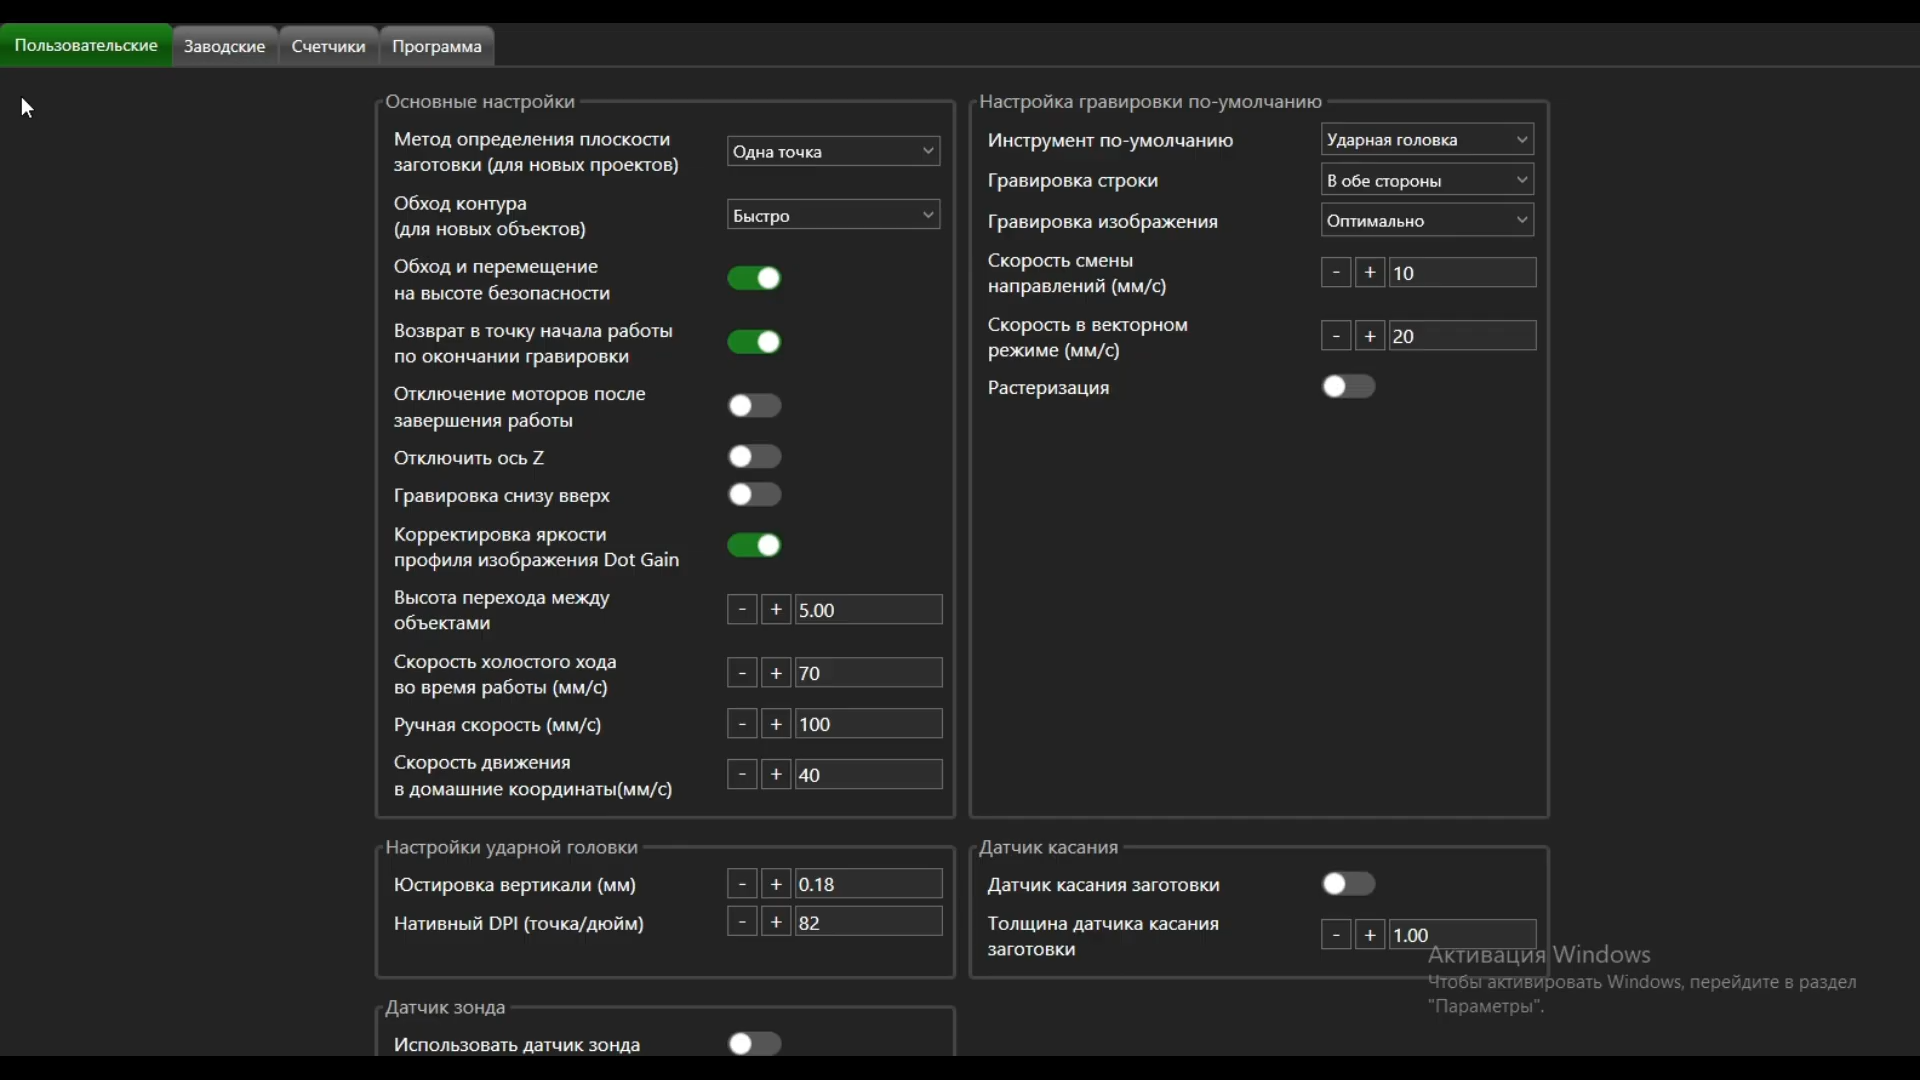 Пользовательские
Заводские
Счетчики
Программа
Основные настройки
Метод определения плоскости
заготовки (для новых проектов)
Одна точка
Обход контура
(для новых объектов)
Быстро
Обход и перемещение
на высоте безопасности
Возврат в точку начала работы
по окончании гравировки
Отключение моторов после
завершения работы
Отключить ось Z
Гравировка снизу вверх
Корректировка яркости
профиля изображения Dot Gain
Высота перехода между
объектами
- + 5.00
Скорость холостого хода
во время работы (мм/с)
- + 70
Ручная скорость (мм/с)
- + 100
Скорость движения
в домашние координаты(мм/с)
- + 40
Настройка гравировки по-умолчанию
Инструмент по-умолчанию
Ударная головка
Гравировка строки
В обе стороны
Гравировка изображения
Оптимально
Скорость смены
направлений (мм/с)
- + 10
Скорость в векторном
режиме (мм/с)
- + 20
Растеризация
Настройки ударной головки
Юстировка вертикали (мм)
- + 0.18
Нативный DPI (точка/дюйм)
- + 82
Датчик касания
Датчик касания заготовки
Толщина датчика касания
заготовки
- + 1.00
Датчик зонда
Использовать датчик зонда
Активация Windows
Чтобы активировать Windows, перейдите в раздел
"Параметры".